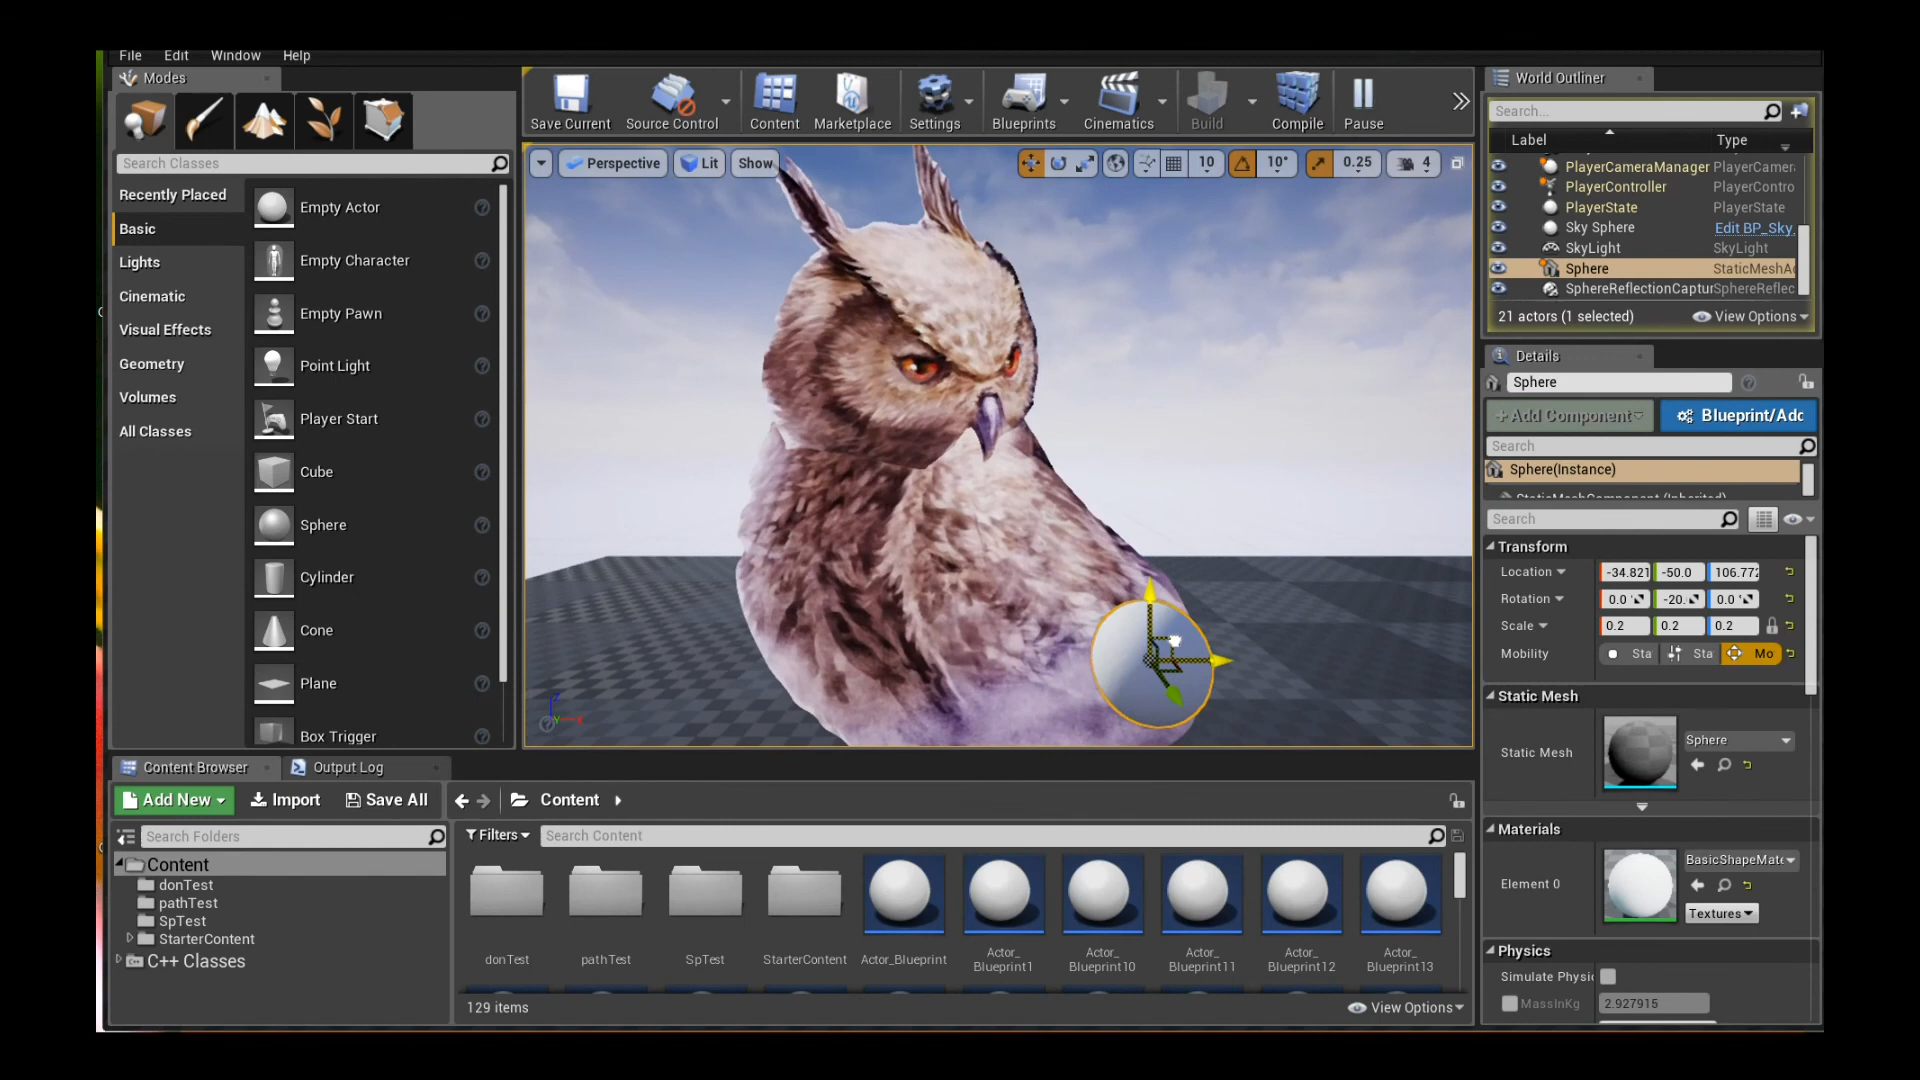 File Edit Window Help
Modes
Search Classes
Recently Placed
Basic
Lights
Cinematic
Visual Effects
Geometry
Volumes
All Classes
Empty Actor
Empty Character
Empty Pawn
Point Light
Player Start
Cube
Sphere
Cylinder
Cone
Plane
Box Trigger
Save Current Source Control Content Marketplace Settings Blueprints Cinematics Build Compile Pause
Perspective Lit Show 10 10° 0.25 4
World Outliner
Search...
Label Type
PlayerCameraManager PlayerCamera
PlayerController PlayerContro
PlayerState PlayerState
Sky Sphere Edit BP_Sky_
SkyLight SkyLight
Sphere StaticMeshAc
SphereReflectionCaptur SphereReflec
21 actors (1 selected) View Options
Details
Sphere
+Add Component Blueprint/Adc
Search
Sphere(Instance)
StaticMeshComponent (Inherited)
Search
Transform
Location -34.821 -50.0 106.772
Rotation 0.0 ° -20. 0.0 °
Scale 0.2 0.2 0.2
Mobility Sta Sta Mo
Static Mesh
Static Mesh Sphere
Materials
Element 0 BasicShapeMate
Textures
Physics
Simulate Physic
MassInKg 2.927915
Content Browser Output Log
Add New Import Save All Content
Search Folders
Content
donTest
pathTest
SpTest
StarterContent
C++ Classes
Filters Search Content
donTest pathTest SpTest StarterContent Actor_Blueprint Actor_ Actor_ Actor_ Actor_ Actor_
Blueprint1 Blueprint10 Blueprint11 Blueprint12 Blueprint13
129 items View Options